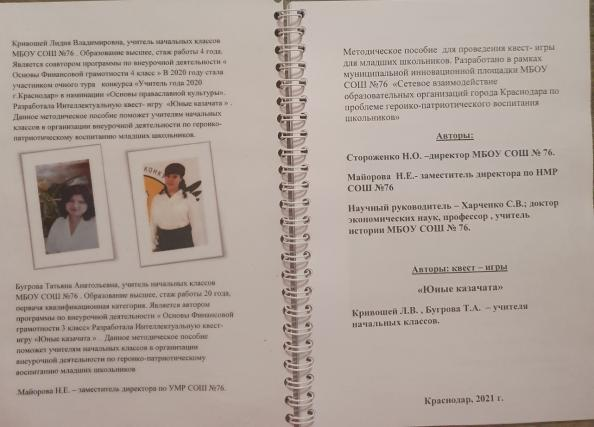 Кривошей Лидия Владимировна, учитель начальных классов
МБОУ СОШ №76 . Образование высшее, стаж работы 4 года.
Является соавтором программы по внеурочной деятельности «
Основы Финансовой грамотности 4 класс » В 2020 году стала
участником очного тура конкурса «Учитель года 2020
г.Краснодар» в наминации «Основы православной культуры».
Разработала Интеллектуальную квест- игру «Юные казачата» .
Данное методическое пособие поможет учителям начальных
классов в организации внеурочной деятельности по героико-
патриотическому воспитанию младших школьников.
КОНК
Бугрова Татьяна Анатольевна, учитель начальных классов
МБОУ СОШ №76 . Образование высшее, стаж работы 20 года,
первая квалификационная категория. Является автором
программы по внеурочной деятельности « Основы Финансовой
грамотности 3 класс» Разработала Интеллектуальную квест-
игру «Юные казачата » . Данное методическое пособие
поможет учителям начальных классов в организации
внеурочной деятельности по героико-патриотическому
воспитанию младших школьников
.Майорова Н.Е. – заместитель директора по УМР СОШ №76.
Методическое пособие для проведения квест- игры
для младших школьников. Разработано в рамках
муниципальной инновационной площадки МБОУ
СОШ №76 «Сетевое взаимодействие
образовательных организаций города Краснодара по
проблеме героико-патриотического воспитания
школьников»
Авторы:
Стороженко Н.О. –директор МБОУ СОШ № 76.
Майорова Н.Е.- заместитель директора по НМР
СОШ №76
Научный руководитель – Харченко С.В.; доктор
экономических наук, профессор , учитель
истории МБОУ СОШ № 76.
Авторы: квест – игры
«Юные казачата»
Кривошей Л.В. , Бугрова Т.А. – учителя
начальных классов.
Краснодар, 2021 г.